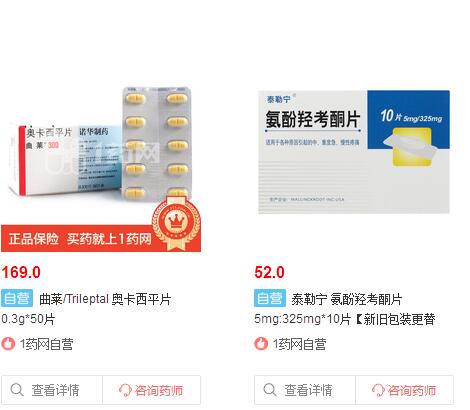 奥卡西平片
诺华制药
曲莱® 300
正品保险 买药就上1药网
169.0
自营 曲莱/Trileptal 奥卡西平片
0.3g*50片
1药网自营
查看详情
咨询药师
泰勒宁®
氨酚羟考酮片
10片 5mg/325mg
适用于各种原因引起的中、重度急、慢性疼痛
生产企业:MALLINCKRODT INC.USA
52.0
自营 泰勒宁 氨酚羟考酮片
5mg:325mg*10片【新旧包装更替
1药网自营
查看详情
咨询药师